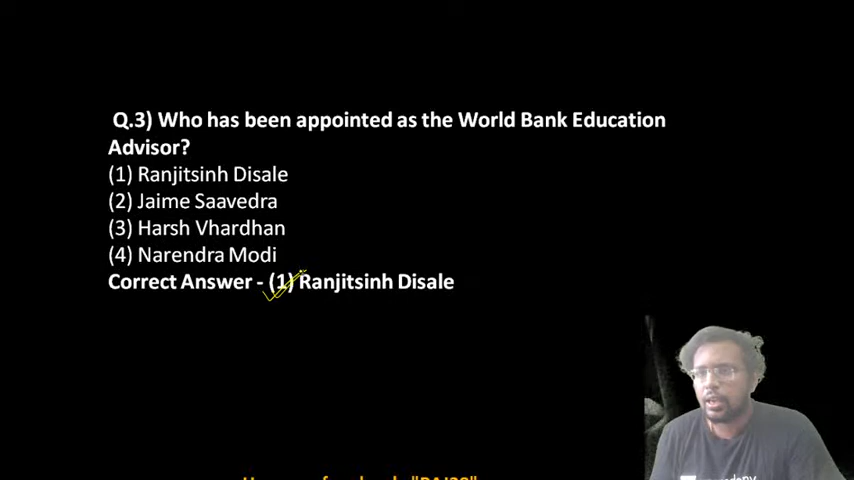 Q.3) Who has been appointed as the World Bank Education
Advisor?
(1) Ranjitsinh Disale
(2) Jaime Saavedra
(3) Harsh Vhardhan
(4) Narendra Modi
Correct Answer - (1) Ranjitsinh Disale